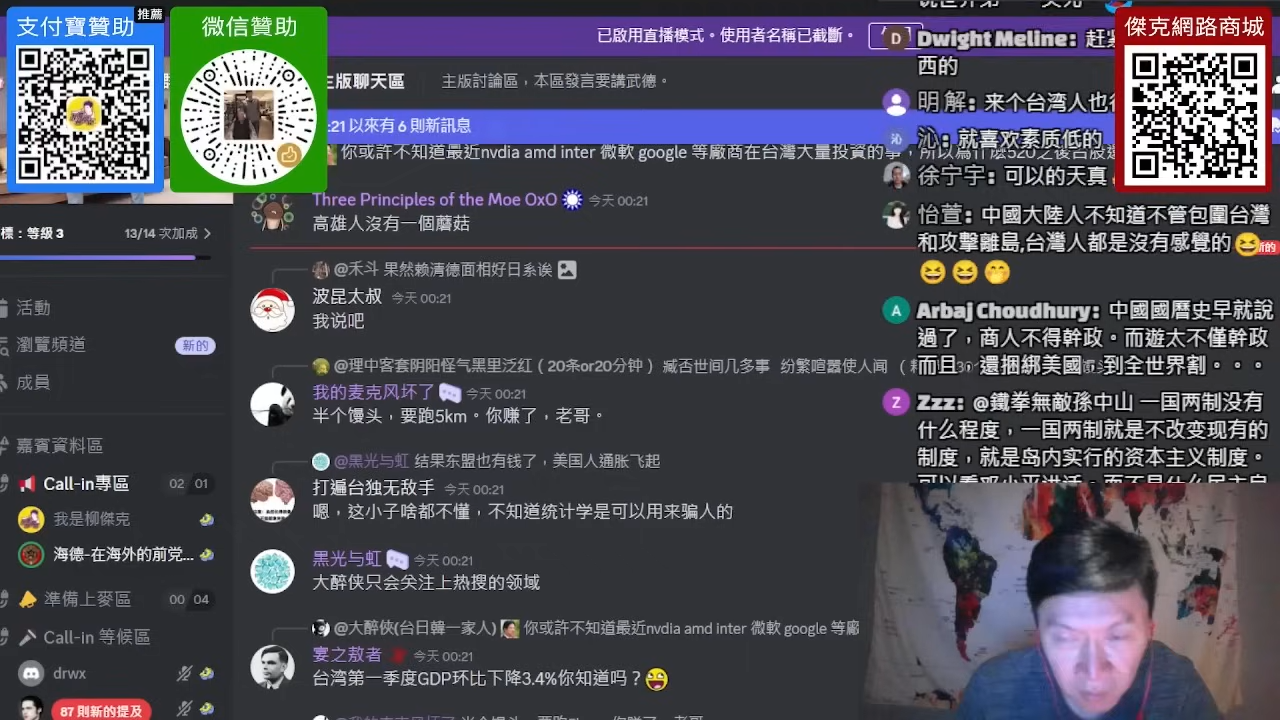 支付寶贊助
推薦
微信贊助
已啟用直播模式。使用者名稱已截斷。
傑克網路商城
主版聊天區
主版討論區，本區發言要講武德。
:21 以來有 6 則新訊息
你或許不知道最近nvdia amd inter 微軟 google 等廠商在台灣大量投資的事，所以為什麼520之後台股
Three Principles of the Moe OxO 今天 00:21
高雄人沒有一個蘑菇
@禾斗 果然赖清德面相好日系诶
波昆太叔 今天 00:21
我说吧
@理中客套阴阳怪气黑里泛红（20条or20分钟） 臧否世间几多事 纷繁喧嚣使人闻
我的麦克风坏了 今天 00:21
半个馒头，要跑5km。你赚了，老哥。
@黑光与虹 结果东盟也有钱了，美国人通胀飞起
打遍台独无敌手 今天 00:21
嗯，这小子啥都不懂，不知道统计学是可以用来骗人的
黑光与虹 今天 00:21
大醉侠只会关注上热搜的领域
@大醉俠(台日韓一家人) 你或許不知道最近nvdia amd inter 微軟 google 等廠
宴之敖者 今天 00:21
台湾第一季度GDP环比下降3.4%你知道吗？😜
標：等級 3
13/14 次加成
活動
瀏覽頻道
新的
成員
嘉賓資料區
Call-in專區 02 01
我是柳傑克
海德-在海外的前党...
準備上麥區 00 04
Call-in 等候區
drwx
87 則新的提及
D
Dwight Meline: 赶
西的
明 解: 来个台湾人也
沁
沁: 就喜欢素质低的
徐宁宇: 可以的天真
怡萱: 中國大陸人不知道不管包圍台灣
和攻擊離島,台灣人都是沒有感覺的😆
😆😆🤭
新的
A
Arbaj Choudhury: 中國國曆史早就說
過了，商人不得幹政。而遊太不僅幹政
而且，還捆綁美國，到全世界割。。。
Z
Zzz: @鐵拳無敵孫中山 一国两制没有
什么程度，一国两制就是不改变现有的
制度，就是岛内实行的资本主义制度。